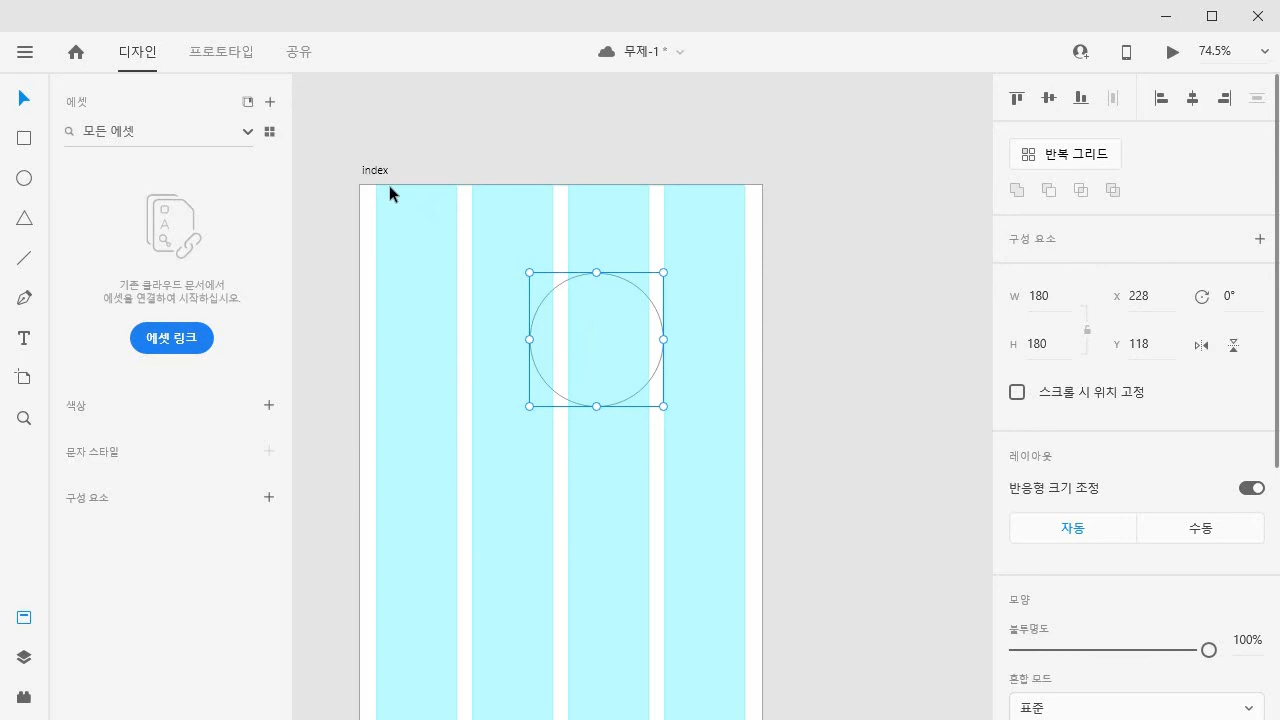 디자인
프로토타입
공유
무제-1 *
74.5%
에셋
모든 에셋
기존 클라우드 문서에서
에셋을 연결하여 시작하십시오.
에셋 링크
색상
문자 스타일
구성 요소
index
반복 그리드
구성 요소
W 180 X 228 0°
H 180 Y 118
스크롤 시 위치 고정
레이아웃
반응형 크기 조정
자동 수동
모양
불투명도
100%
혼합 모드
표준